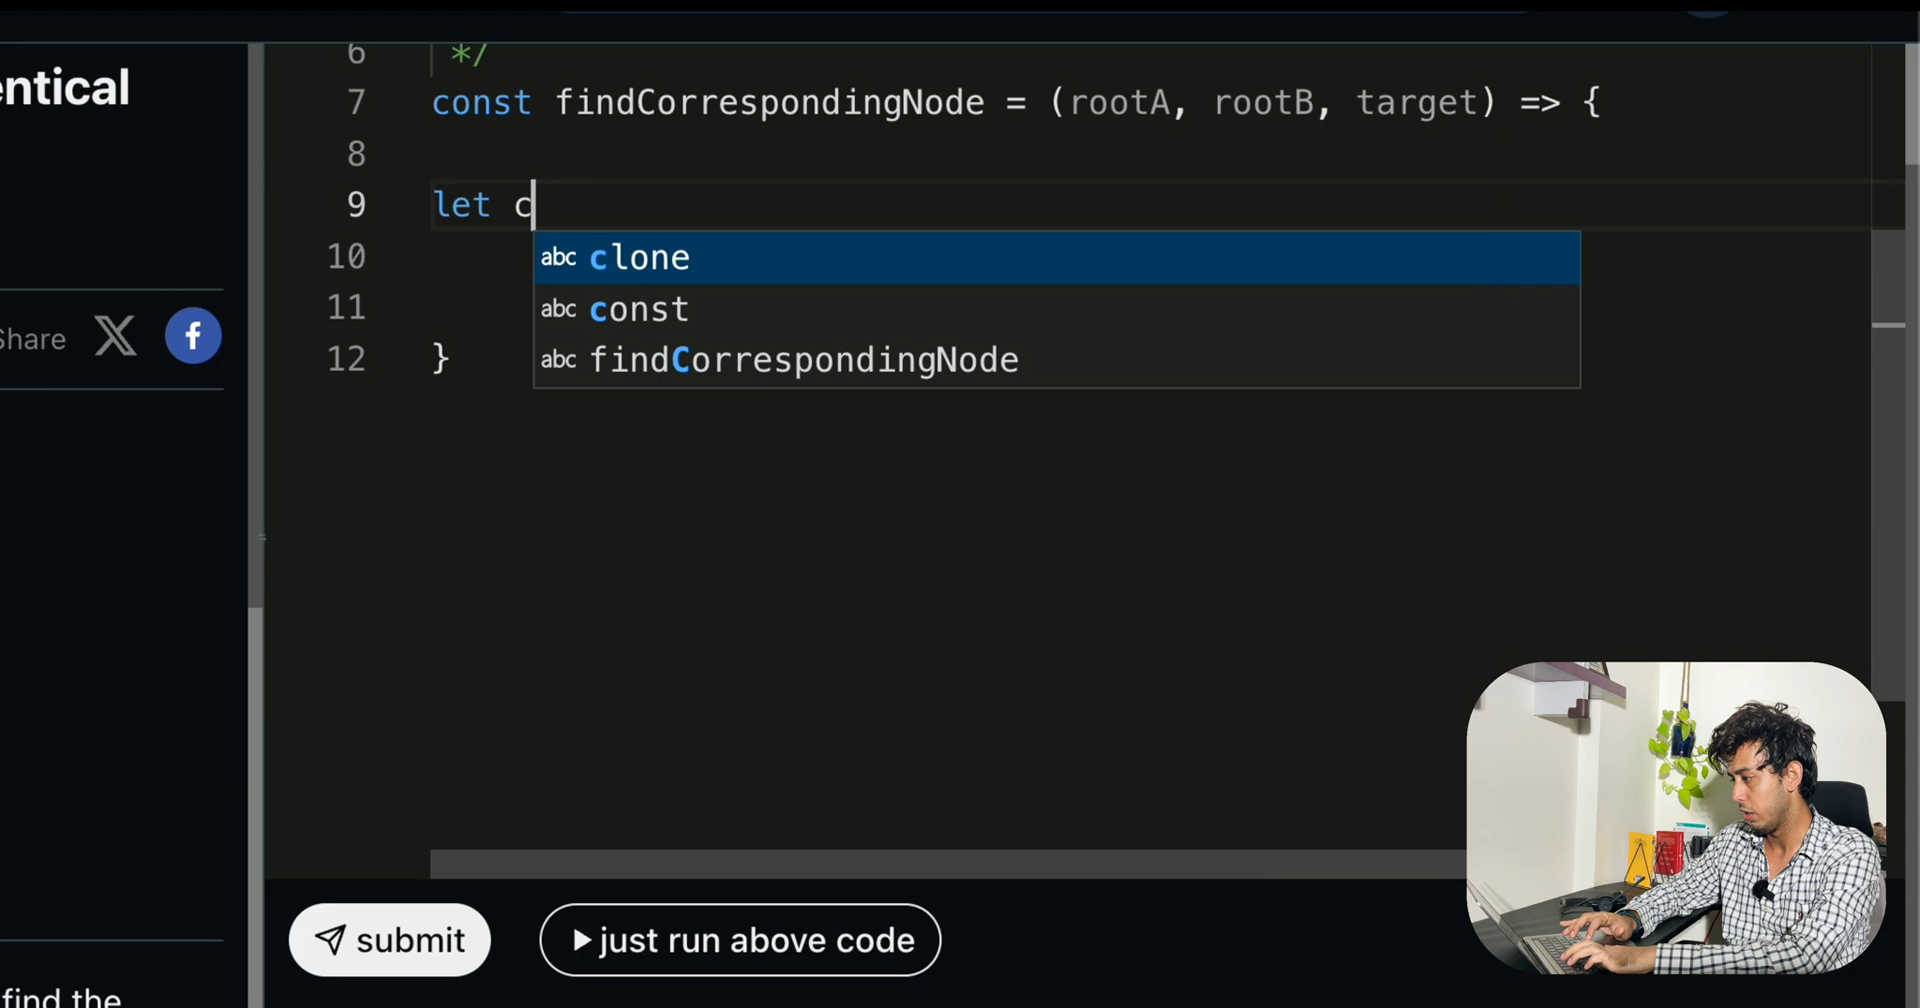 entical
Share
find the
6 */
7 const findCorrespondingNode = (rootA, rootB, target) => {
8
9 let c
10 abc clone
11 abc const
12 } abc findCorrespondingNode
submit
just run above code